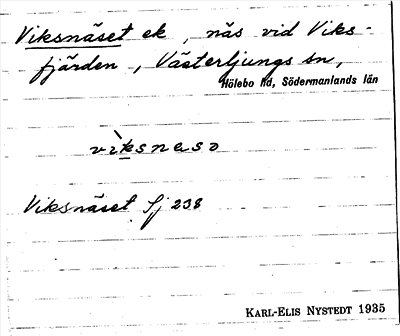 Viksnäset ek, näs vid Viks-
fjärden, Västerljungs sn,
Hölebo hd, Södermanlands län
vìksnesə
Viksnäset Sj 238
KARL-ELIS NYSTEDT 1935